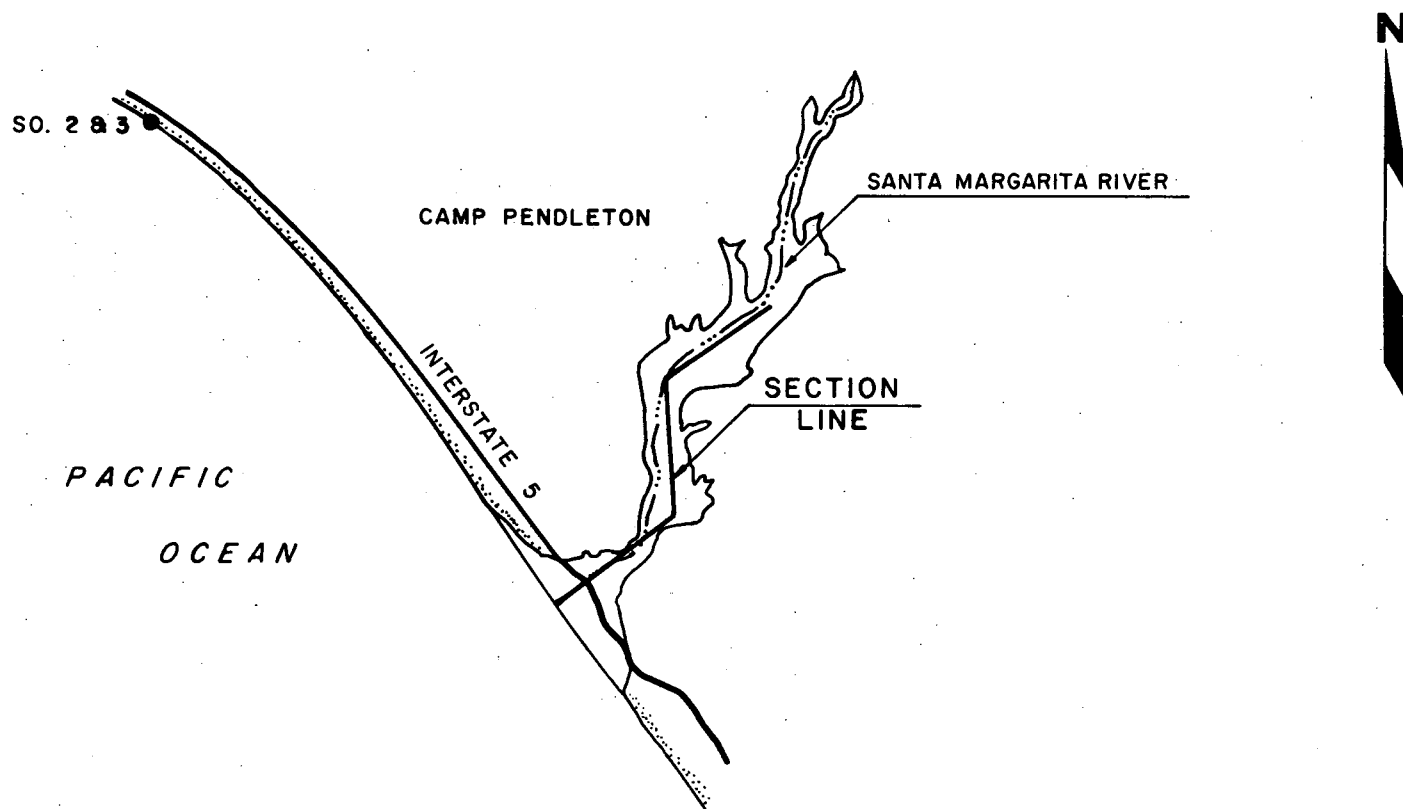 N
SO. 2 & 3
SANTA MARGARITA RIVER
CAMP PENDLETON
INTERSTATE 5
SECTION
LINE
PACIFIC
OCEAN